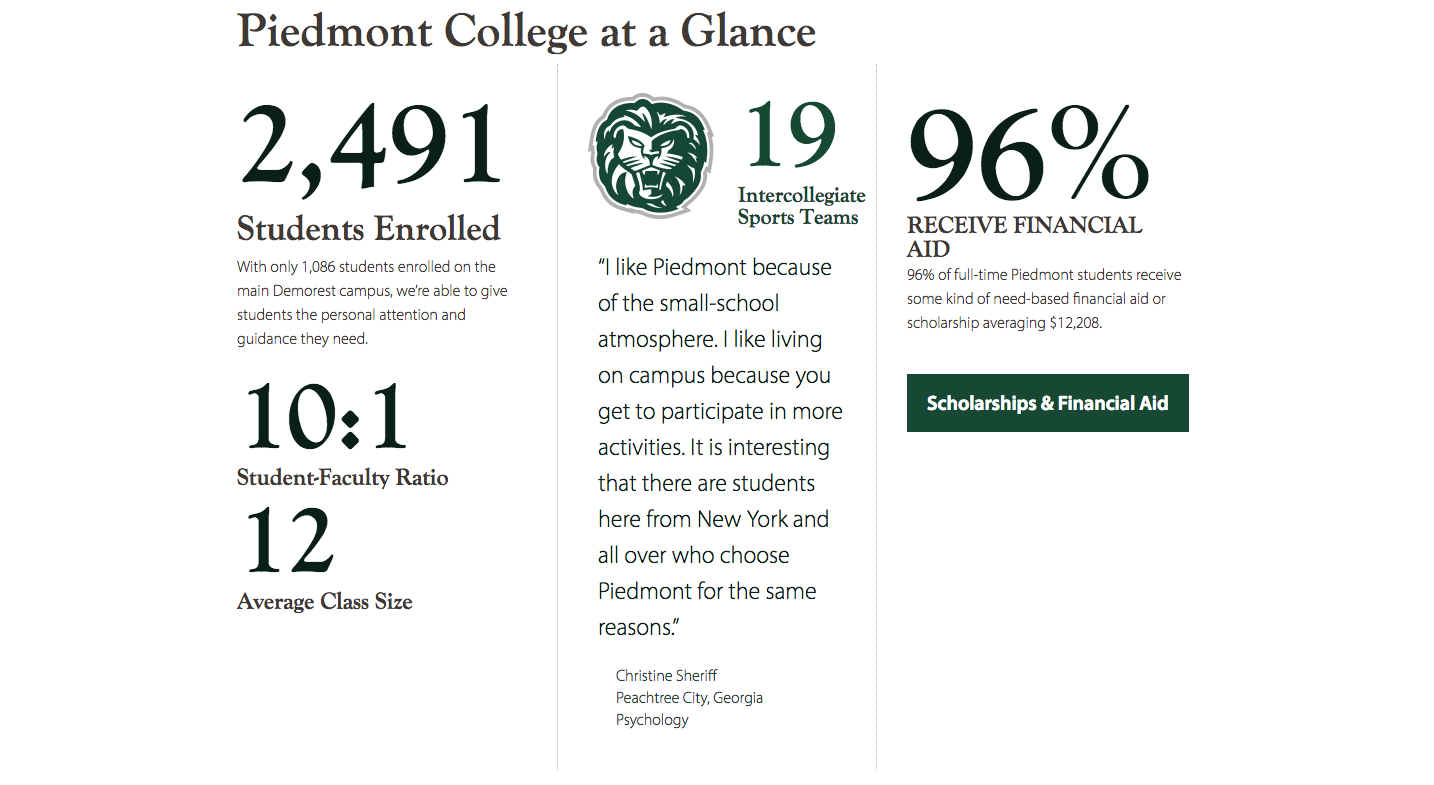 Piedmont College at a Glance
2,491
Students Enrolled
With only 1,086 students enrolled on the
main Demorest campus, we’re able to give
students the personal attention and
guidance they need.
10:1
Student-Faculty Ratio
12
Average Class Size
19
Intercollegiate
Sports Teams
“I like Piedmont because
of the small-school
atmosphere. I like living
on campus because you
get to participate in more
activities. It is interesting
that there are students
here from New York and
all over who choose
Piedmont for the same
reasons.”
Christine Sheriff
Peachtree City, Georgia
Psychology
96%
RECEIVE FINANCIAL
AID
96% of full-time Piedmont students receive
some kind of need-based financial aid or
scholarship averaging $12,208.
Scholarships & Financial Aid